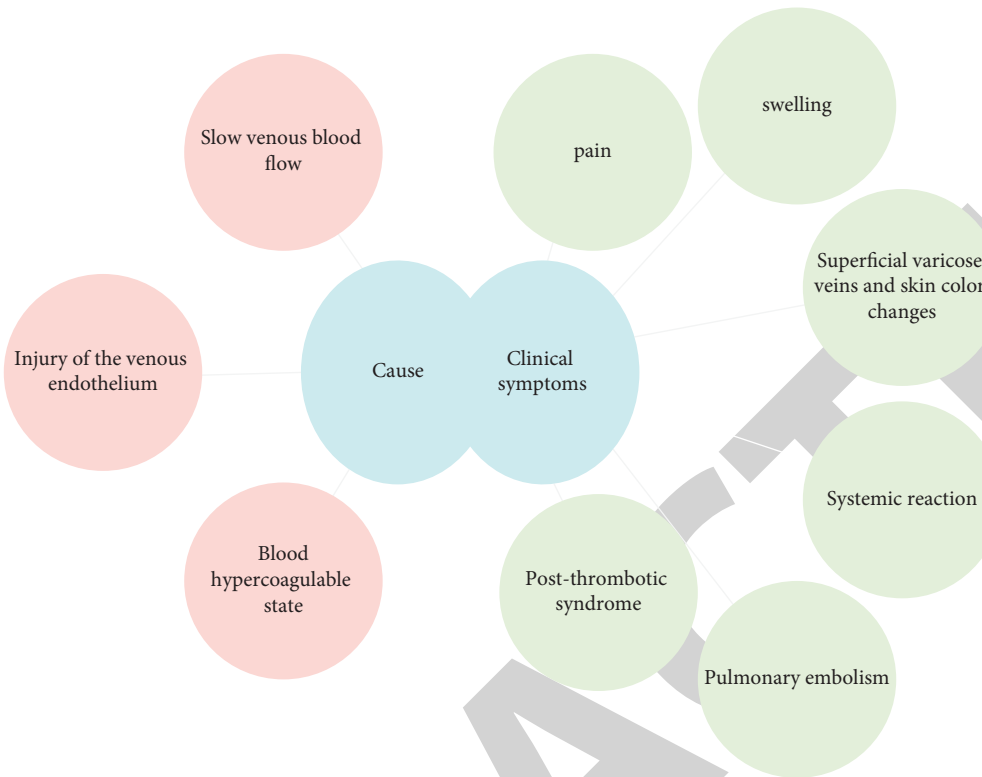 Slow venous blood
flow
pain
swelling
Superficial varicose
veins and skin color
changes
Injury of the venous
endothelium
Cause
Clinical
symptoms
Systemic reaction
Blood
hypercoagulable
state
Post-thrombotic
syndrome
Pulmonary embolism